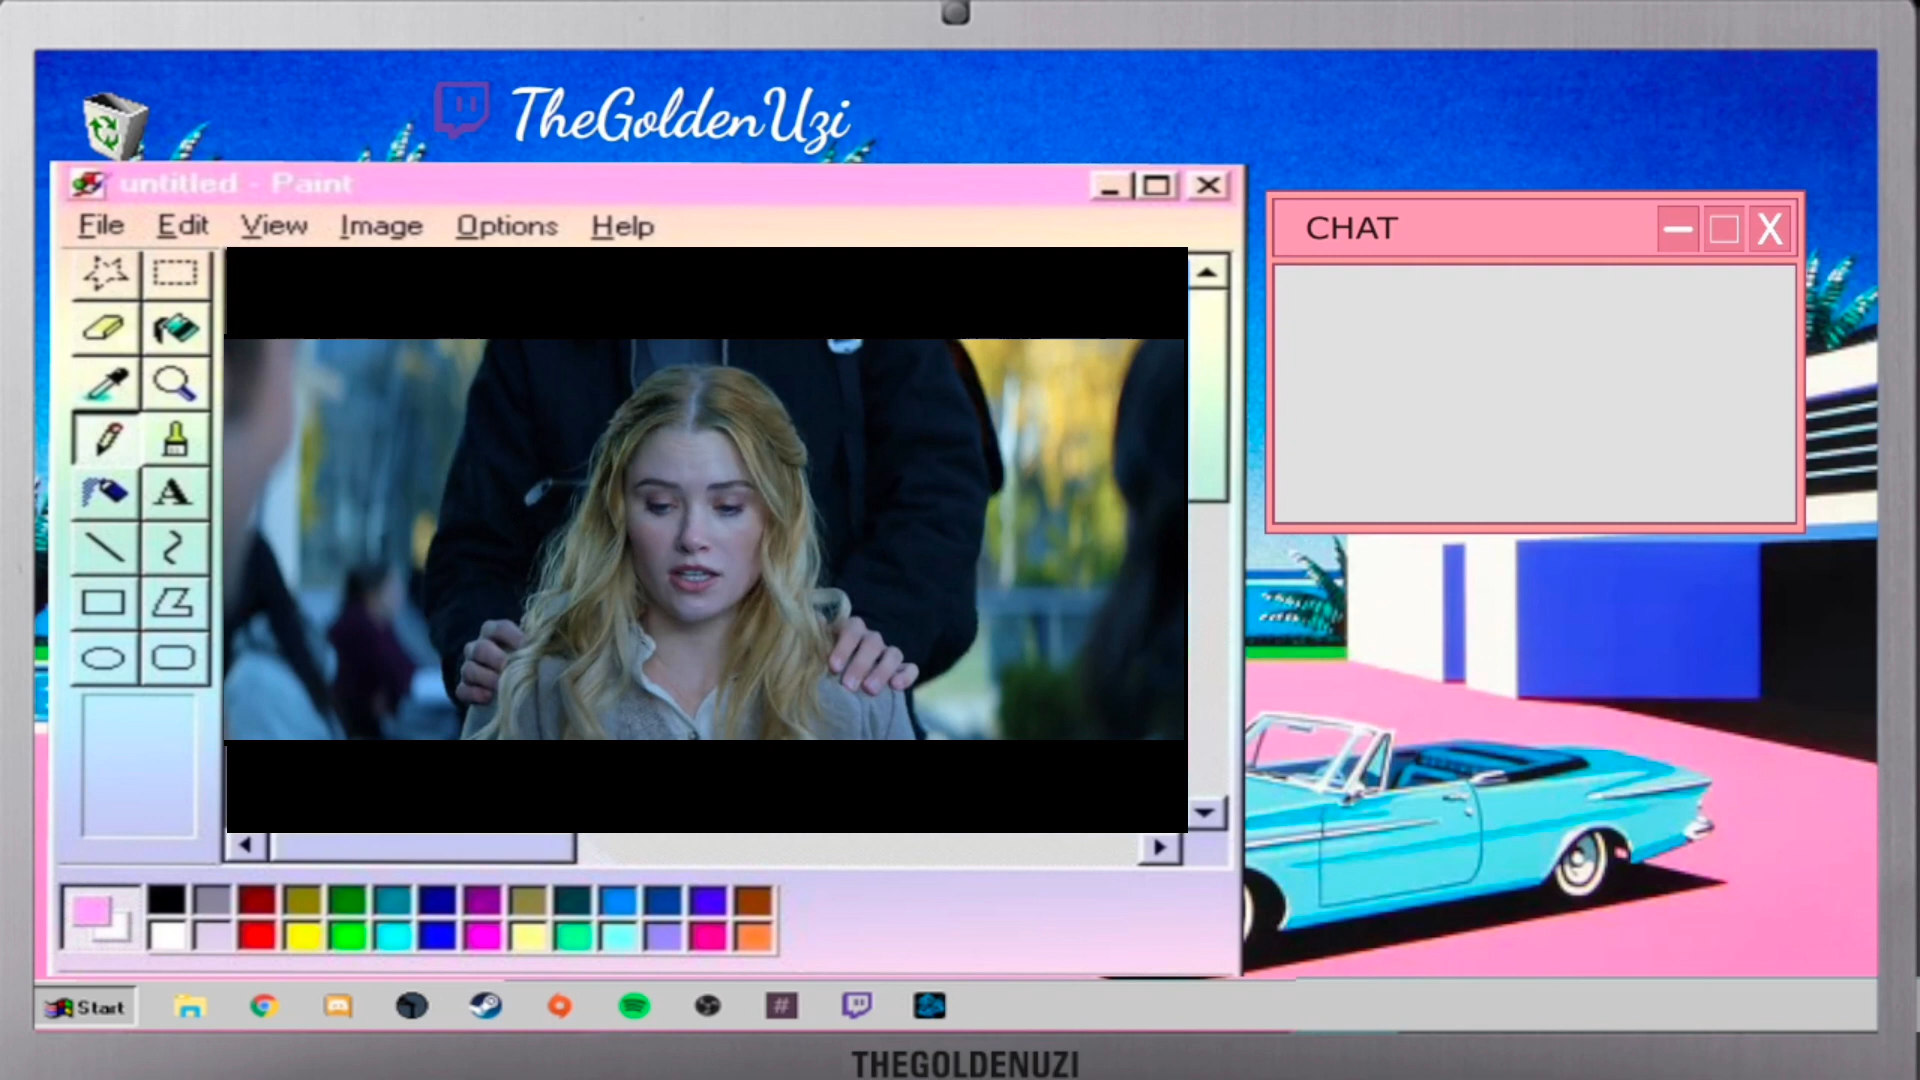 TheGoldenUzi
untitled - Paint
File Edit View Image Options Help
A
CHAT
X
Start
#
THEGOLDENUZI